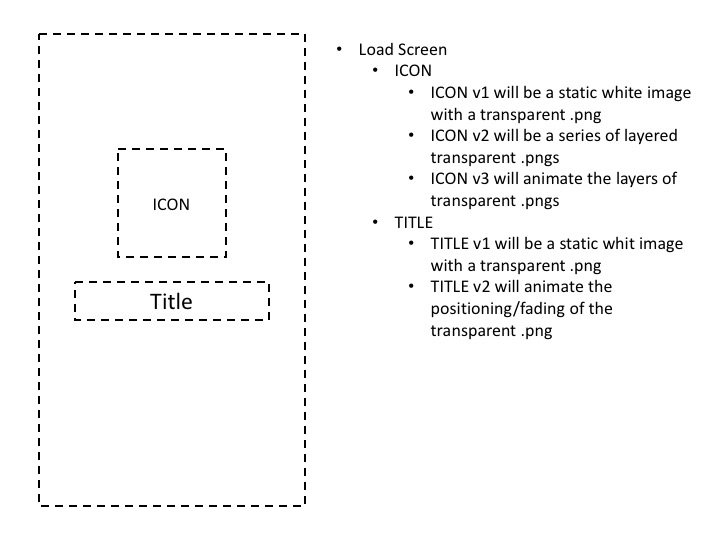 ICON
Title
• Load Screen
• ICON
• ICON v1 will be a static white image
with a transparent .png
• ICON v2 will be a series of layered
transparent .pngs
• ICON v3 will animate the layers of
transparent .pngs
• TITLE
• TITLE v1 will be a static whit image
with a transparent .png
• TITLE v2 will animate the
positioning/fading of the
transparent .png